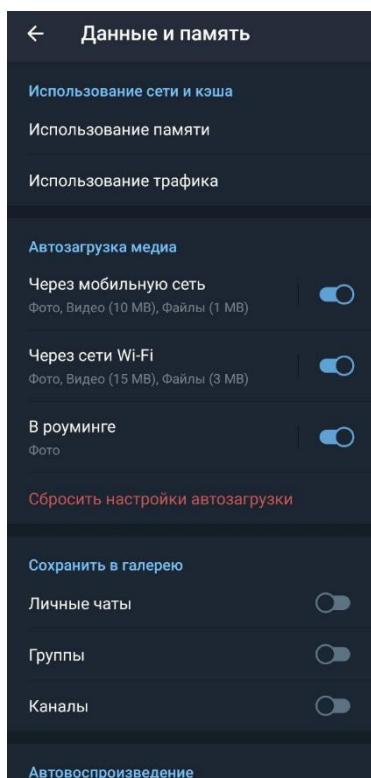 Данные и память
Использование сети и кэша
Использование памяти
Использование трафика
Автозагрузка медиа
Через мобильную сеть
Фото, Видео (10 MB), Файлы (1 MB)
Через сети Wi-Fi
Фото, Видео (15 MB), Файлы (3 MB)
В роуминге
Фото
Сбросить настройки автозагрузки
Сохранить в галерею
Личные чаты
Группы
Каналы
Автовоспроизведение